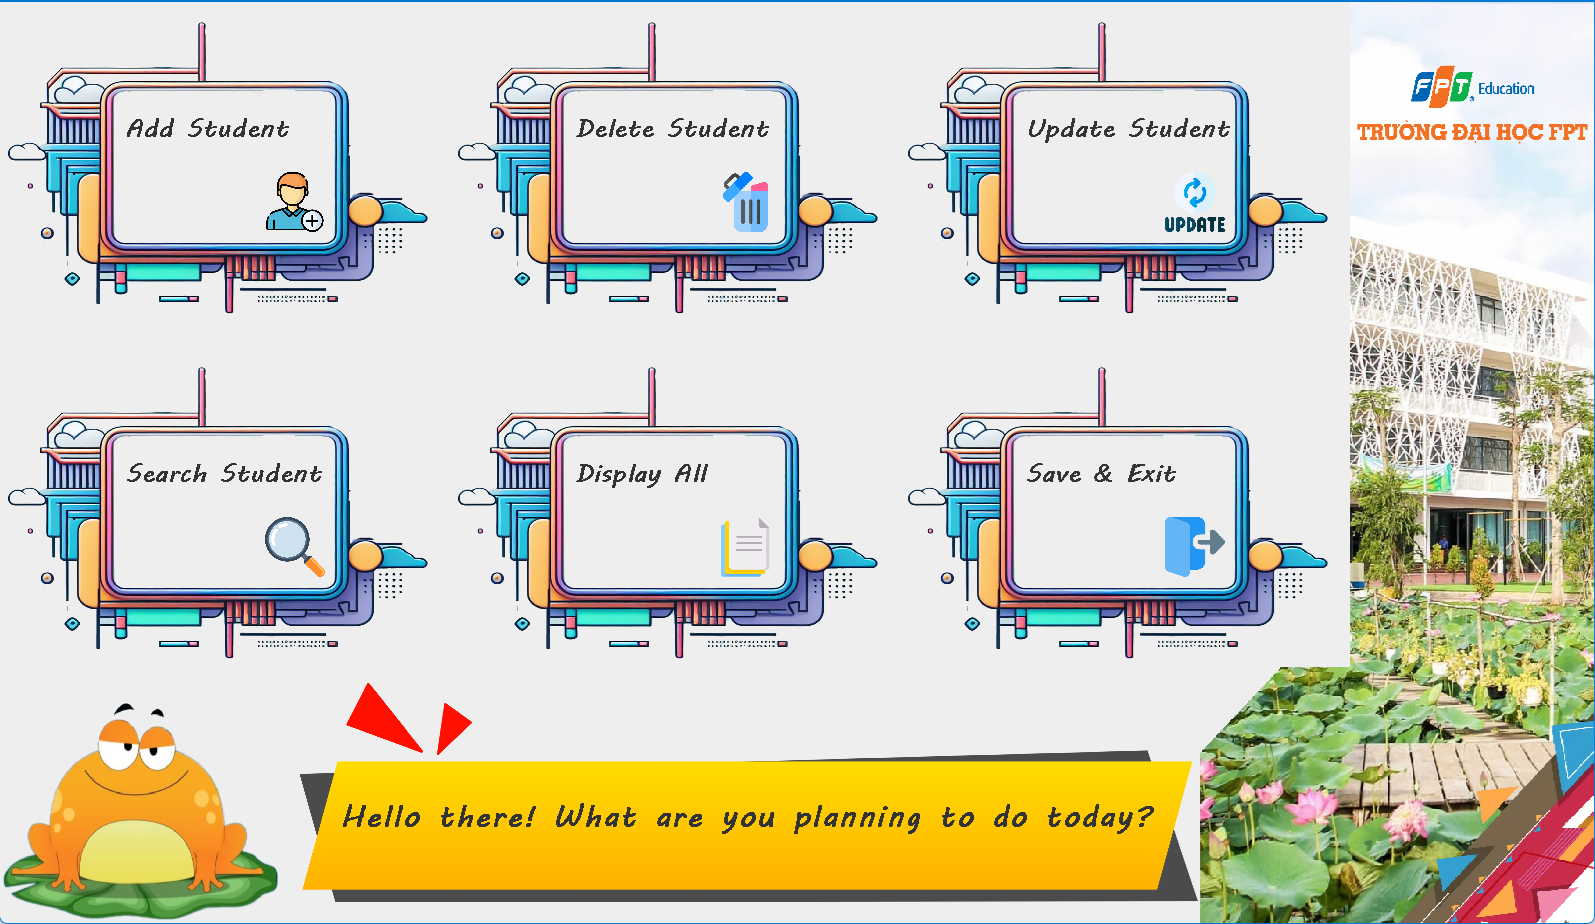 Add Student
Delete Student
Update Student
UPDATE
FPT Education
TRƯỜNG ĐẠI HỌC FPT
Search Student
Display All
Save & Exit
Hello there! What are you planning to do today?